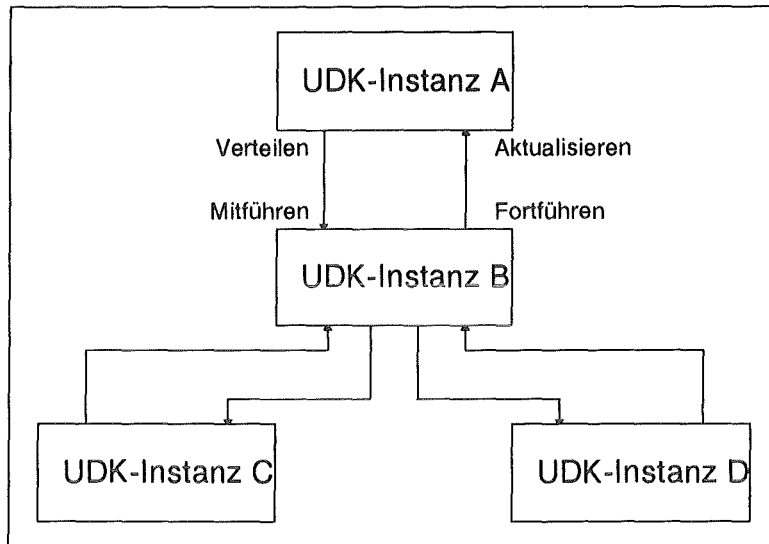 UDK-Instanz A
Verteilen
Aktualisieren
Mitführen
Fortführen
UDK-Instanz B
UDK-Instanz C
UDK-Instanz D